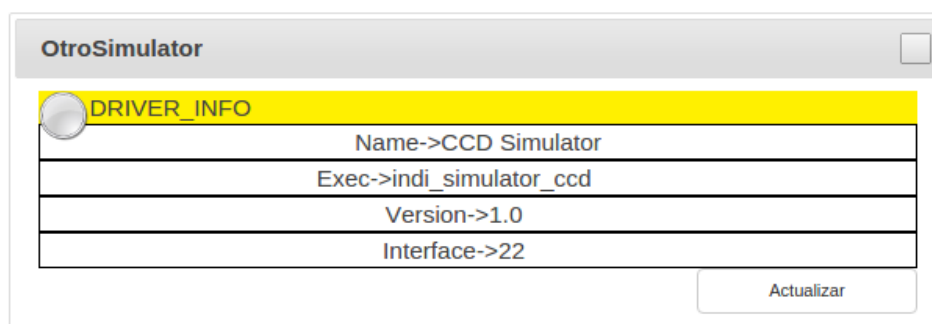 OtroSimulator
DRIVER_INFO
Name->CCD Simulator
Exec->indi_simulator_ccd
Version->1.0
Interface->22
Actualizar